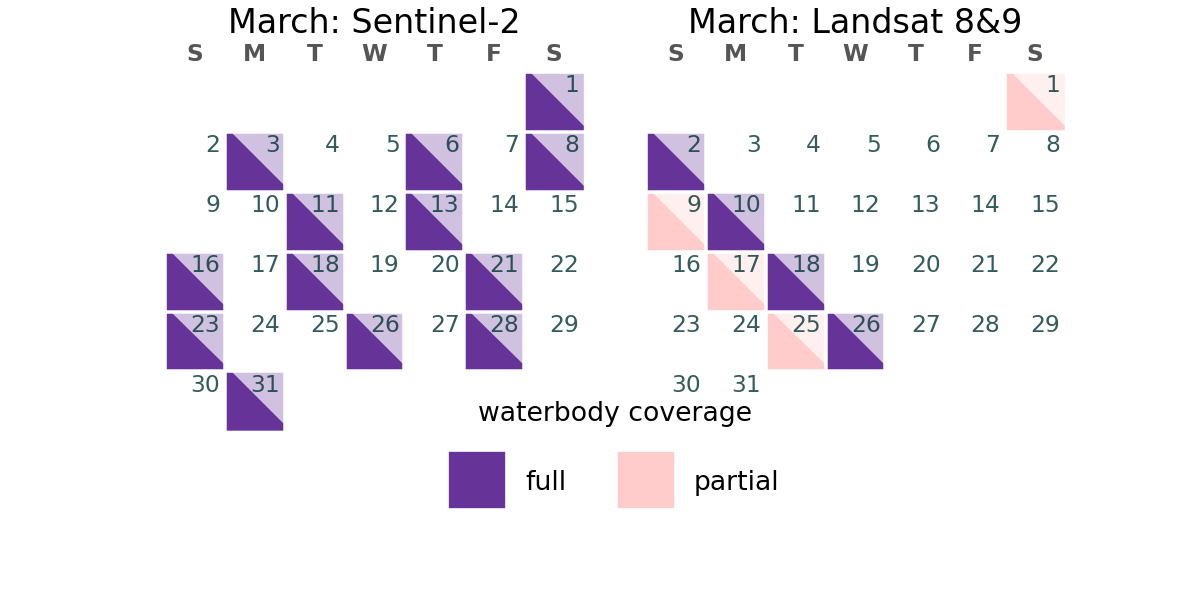 March: Sentinel-2
S M T W T F S
1
2 3 4 5 6 7 8
9 10 11 12 13 14 15
16 17 18 19 20 21 22
23 24 25 26 27 28 29
30 31
March: Landsat 8&9
S M T W T F S
1
2 3 4 5 6 7 8
9 10 11 12 13 14 15
16 17 18 19 20 21 22
23 24 25 26 27 28 29
30 31
waterbody coverage
full partial